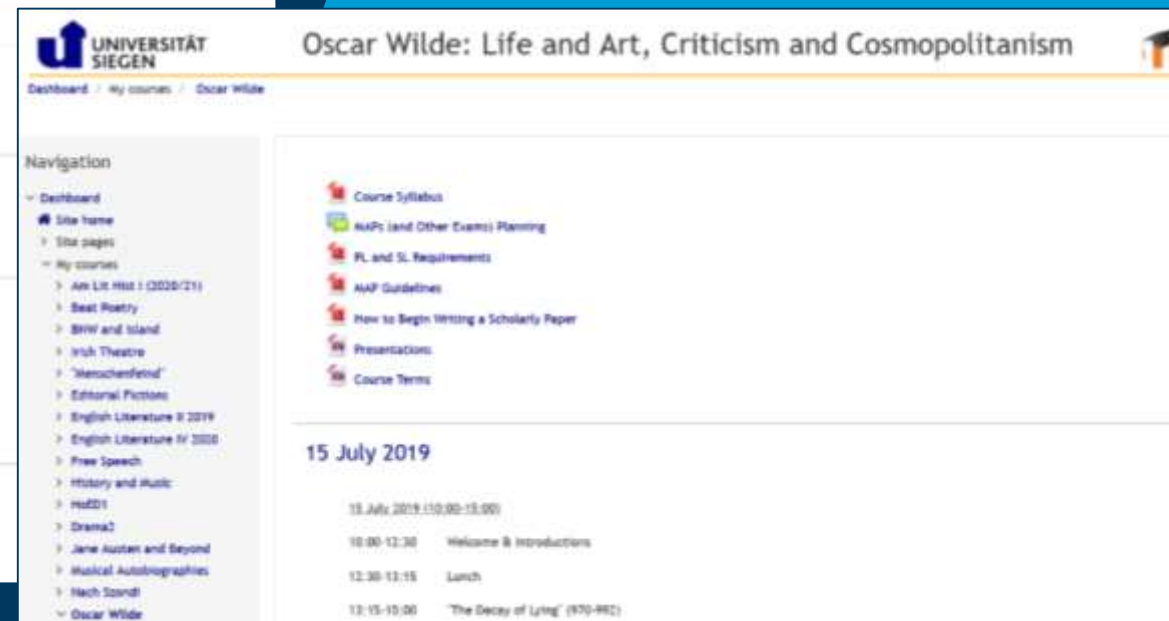 UNIVERSITÄT
SIEGEN
Oscar Wilde: Life and Art, Criticism and Cosmopolitanism
Dashboard / My courses / Oscar Wilde
Navigation
Dashboard
Site home
Site pages
My courses
Am Lit Hist I (2020/21)
Beat Poetry
BNW and Island
Irish Theatre
"Menschenfeind"
Editorial Fictions
English Literature II 2019
English Literature IV 2020
Free Speech
History and Music
HoED1
Drama2
Jane Austen and Beyond
Musical Autobiographies
Nach Szondi
Oscar Wilde
Course Syllabus
MAPs (and Other Exams) Planning
PL and SL Requirements
MAP Guidelines
How to Begin Writing a Scholarly Paper
Presentations
Course Terms
15 July 2019
15 July 2019 (10:00-15:00)
10:00-12:30 Welcome & Introductions
12:30-13:15 Lunch
13:15-15:00 "The Decay of Lying" (970-992)